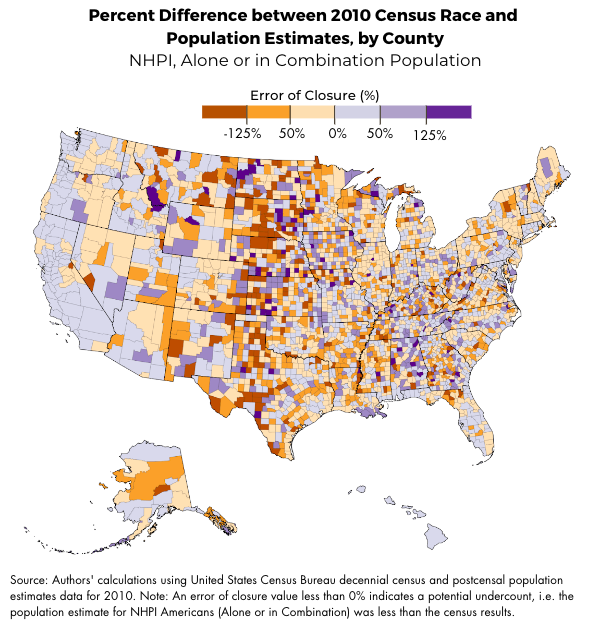 Percent Difference between 2010 Census Race and
Population Estimates, by County
NHPI, Alone or in Combination Population
Error of Closure (%)
-125% 50% 0% 50% 125%
Source: Authors' calculations using United States Census Bureau decennial census and postcensal population
estimates data for 2010. Note: An error of closure value less than 0% indicates a potential undercount, i.e. the
population estimate for NHPI Americans (Alone or in Combination) was less than the census results.